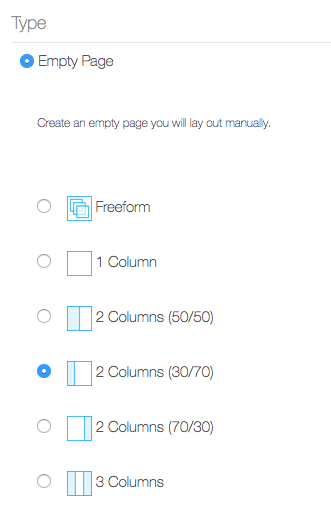 Type
Empty Page
Create an empty page you will lay out manually.
Freeform
1 Column
2 Columns (50/50)
2 Columns (30/70)
2 Columns (70/30)
3 Columns